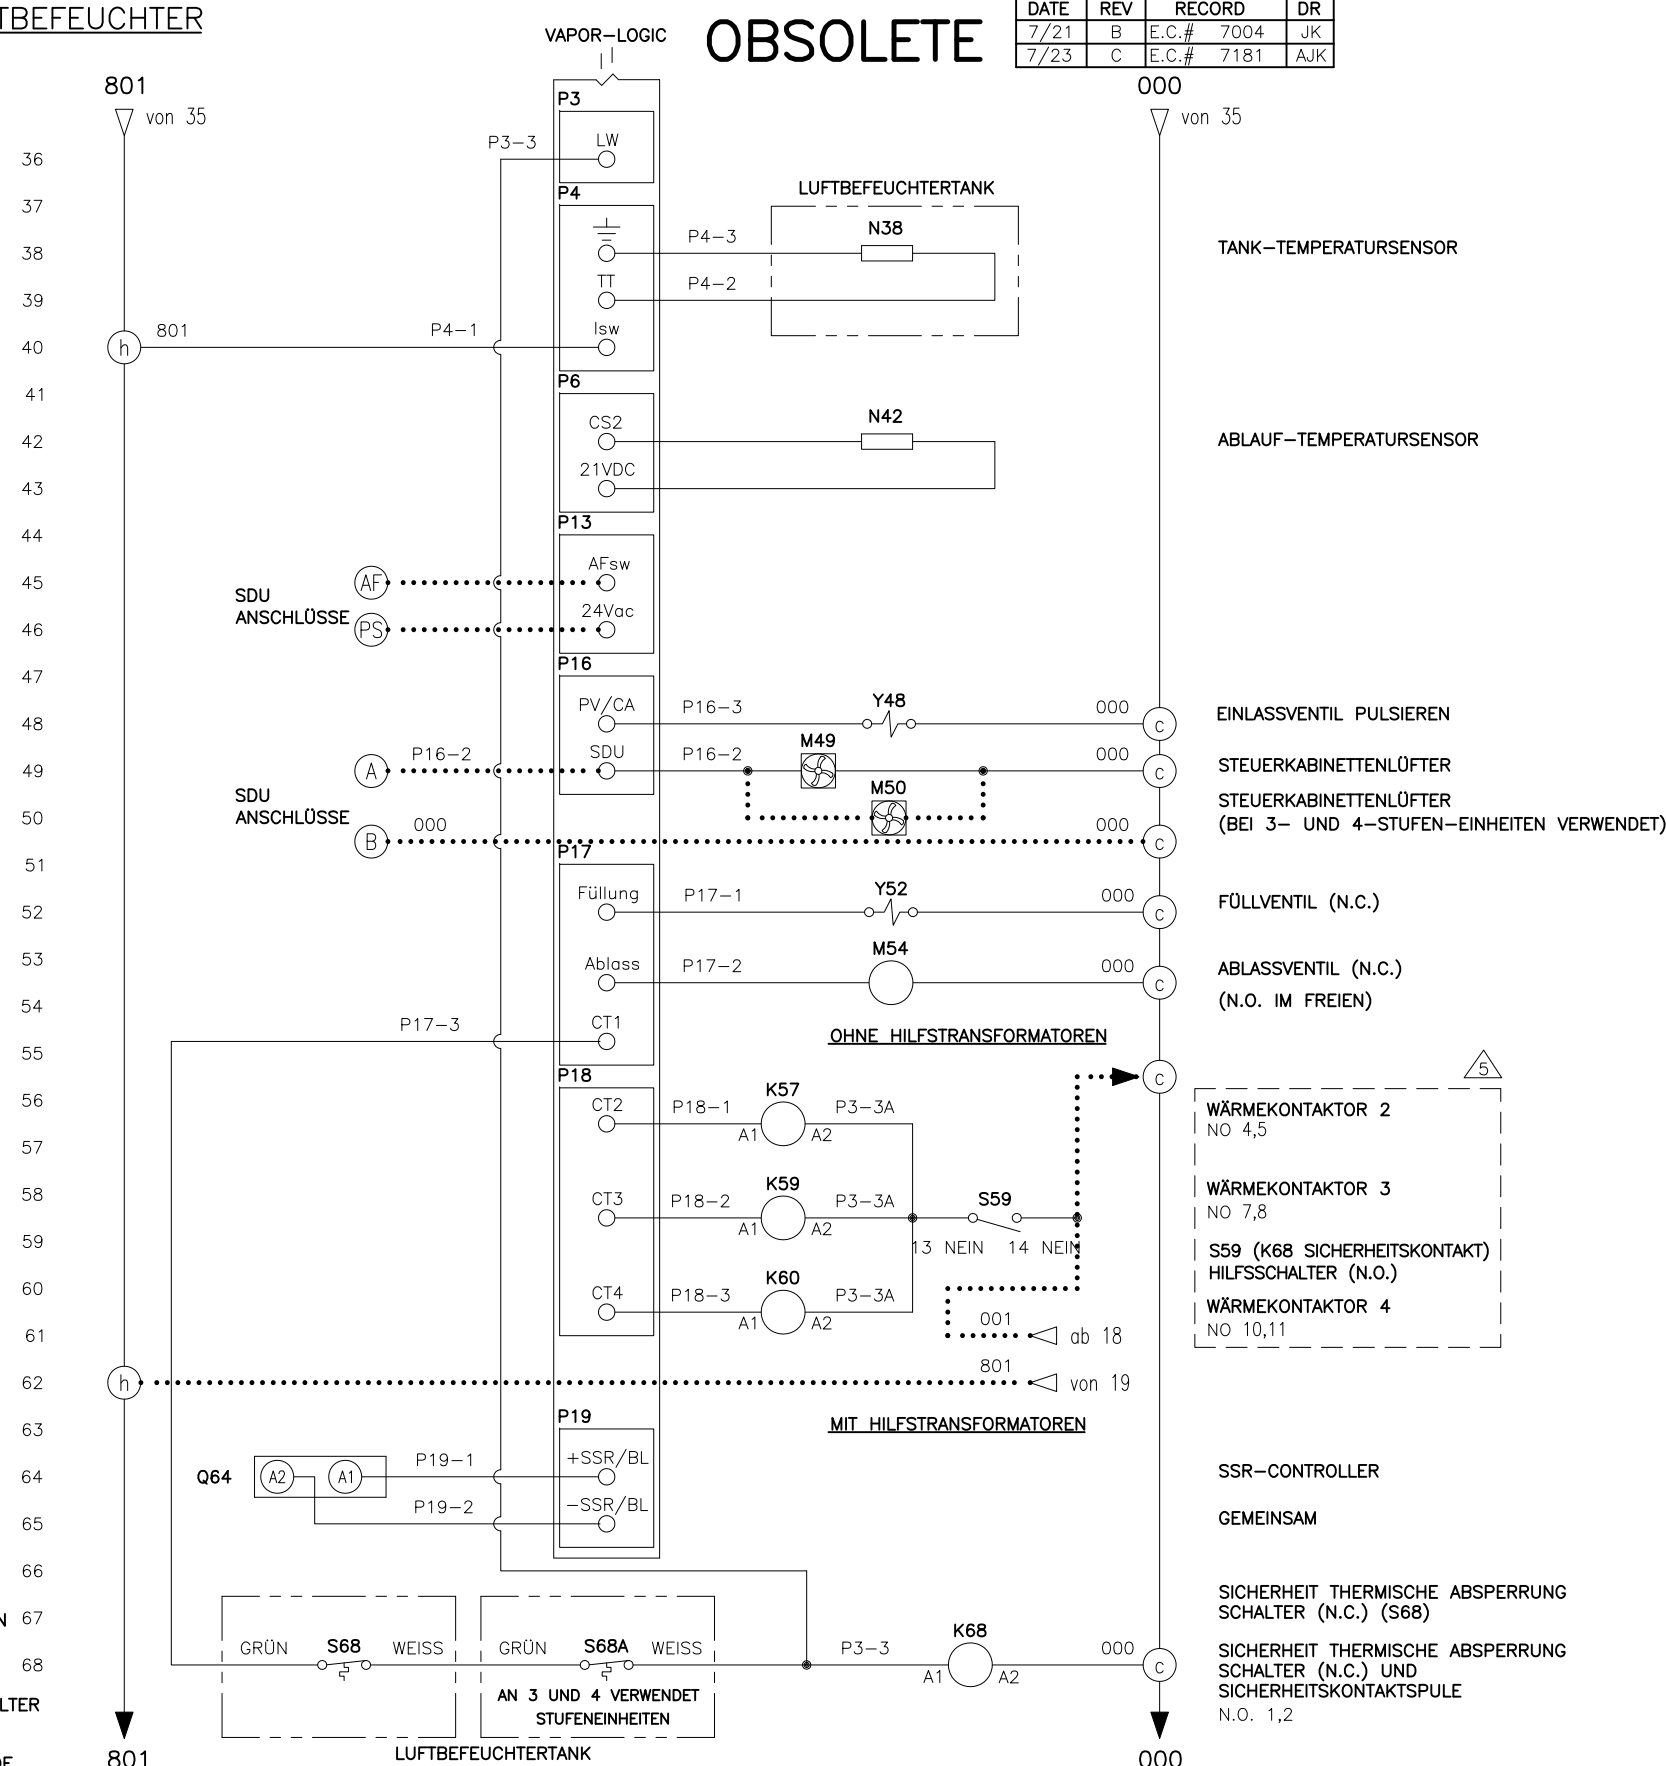 TBEFEUCHTER
VAPOR-LOGIC
OBSOLETE
DATE REV RECORD DR
7/21 B E.C.# 7004 JK
7/23 C E.C.# 7181 AJK
801
000
von 35
von 35
P3
36 P3-3 LW
37 P4 LUFTBEFEUCHTERTANK
38 P4-3 N38 TANK-TEMPERATURSENSOR
39 TT P4-2
40 h 801 P4-1 Isw
41 P6
42 CS2 N42 ABLAUF-TEMPERATURSENSOR
43 21VDC
44 P13
45 AF AFsw
SDU
ANSCHLÜSSE
46 PS 24Vac
47 P16
48 PV/CA P16-3 Y48 000 c EINLASSVENTIL PULSIEREN
49 A P16-2 SDU P16-2 M49 000 c STEUERKABINETTENLÜFTER
SDU
ANSCHLÜSSE
50 M50 STEUERKABINETTENLÜFTER
(BEI 3- UND 4-STUFEN-EINHEITEN VERWENDET)
B 000 000 c
51 P17
52 Füllung P17-1 Y52 000 c FÜLLVENTIL (N.C.)
53 Ablass P17-2 M54 000 c ABLASSVENTIL (N.C.)
54 (N.O. IM FREIEN)
55 P17-3 CT1 OHNE HILFSTRANSFORMATOREN
P18 c 5
56 CT2 P18-1 K57 P3-3A WÄRMEKONTAKTOR 2
57 A1 A2 NO 4,5
58 CT3 P18-2 K59 P3-3A S59 WÄRMEKONTAKTOR 3
A1 A2 NO 7,8
59 13 NEIN 14 NEIN S59 (K68 SICHERHEITSKONTAKT)
HILFSSCHALTER (N.O.)
60 CT4 P18-3 K60 P3-3A WÄRMEKONTAKTOR 4
61 A1 A2 001 ab 18 NO 10,11
62 h 801 von 19
63 P19 MIT HILFSTRANSFORMATOREN
64 Q64 A2 A1 P19-1 +SSR/BL SSR-CONTROLLER
65 P19-2 -SSR/BL GEMEINSAM
66
SICHERHEIT THERMISCHE ABSPERRUNG
N 67 SCHALTER (N.C.) (S68)
68 GRÜN S68 WEISS GRÜN S68A WEISS P3-3 K68 000 c
A1 A2
SICHERHEIT THERMISCHE ABSPERRUNG
SCHALTER (N.C.) UND
SICHERHEITSKONTAKTSPULE
N.O. 1,2
LTER
AN 3 UND 4 VERWENDET
STUFENEINHEITEN
LUFTBEFEUCHTERTANK
801
000